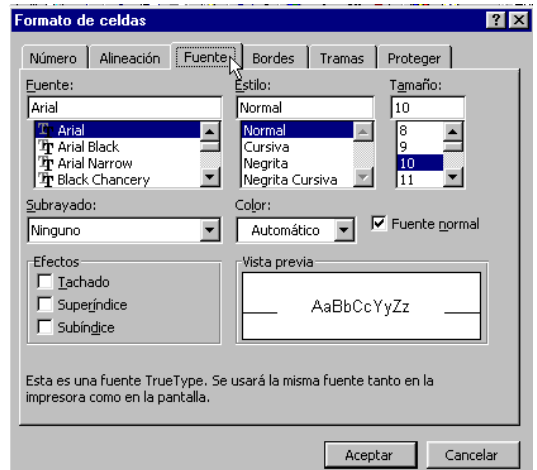 Formato de celdas
Número Alineación Fuente Bordes Tramas Proteger
Fuente: Estilo: Tamaño:
Arial Normal 10
Arial Normal 8
Arial Black Cursiva 9
Arial Narrow Negrita 10
Black Chancery Negrita Cursiva 11
Subrayado: Color:
Ninguno Automático Fuente normal
Efectos Vista previa
Tachado
Superíndice AaBbCcYyZz
Subíndice
Esta es una fuente TrueType. Se usará la misma fuente tanto en la
impresora como en la pantalla.
Aceptar Cancelar